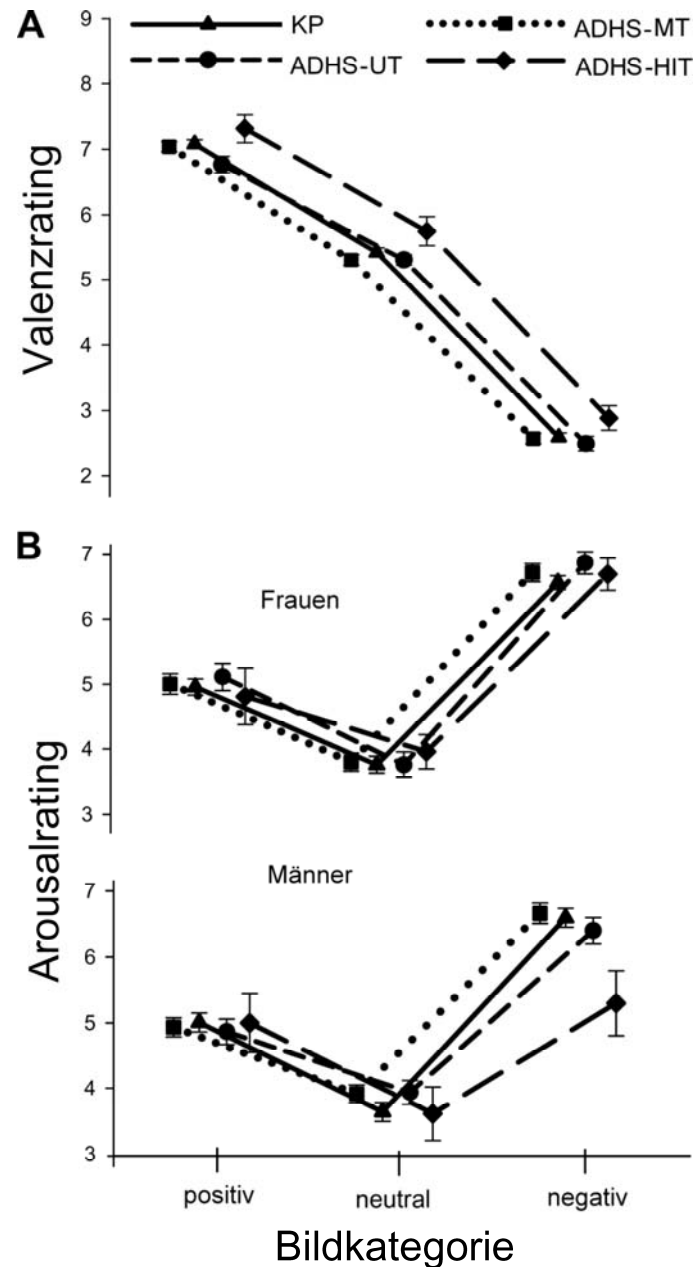 A
KP
ADHS-MT
ADHS-UT
ADHS-HIT
9
8
7
6
5
4
3
2
Valenzrating
B
7
6
5
4
3
Frauen
Arousalrating
Männer
7
6
5
4
3
positiv
neutral
negativ
Bildkategorie